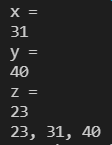 x =
31
y =
40
z =
23
23, 31, 40